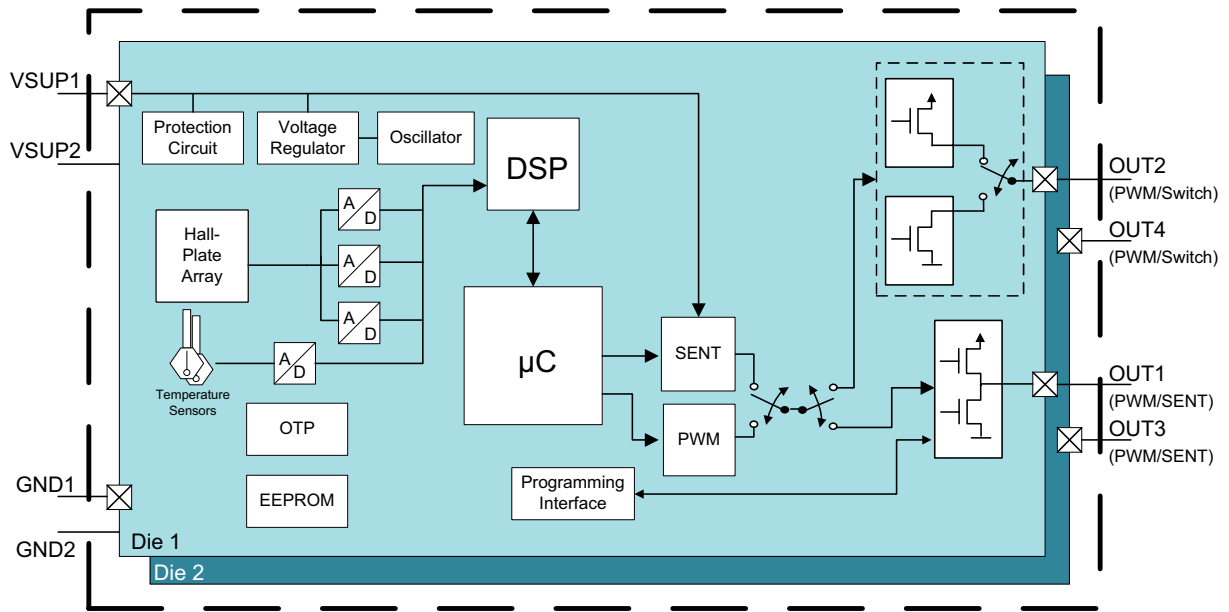 VSUP1
VSUP2
Protection
Circuit
Voltage
Regulator
Oscillator
DSP
Hall-
Plate
Array
A
D
A
D
A
D
A
D
Temperature
Sensors
µC
SENT
PWM
OTP
EEPROM
Programming
Interface
GND1
GND2
Die 1
Die 2
OUT2
(PWM/Switch)
OUT4
(PWM/Switch)
OUT1
(PWM/SENT)
OUT3
(PWM/SENT)